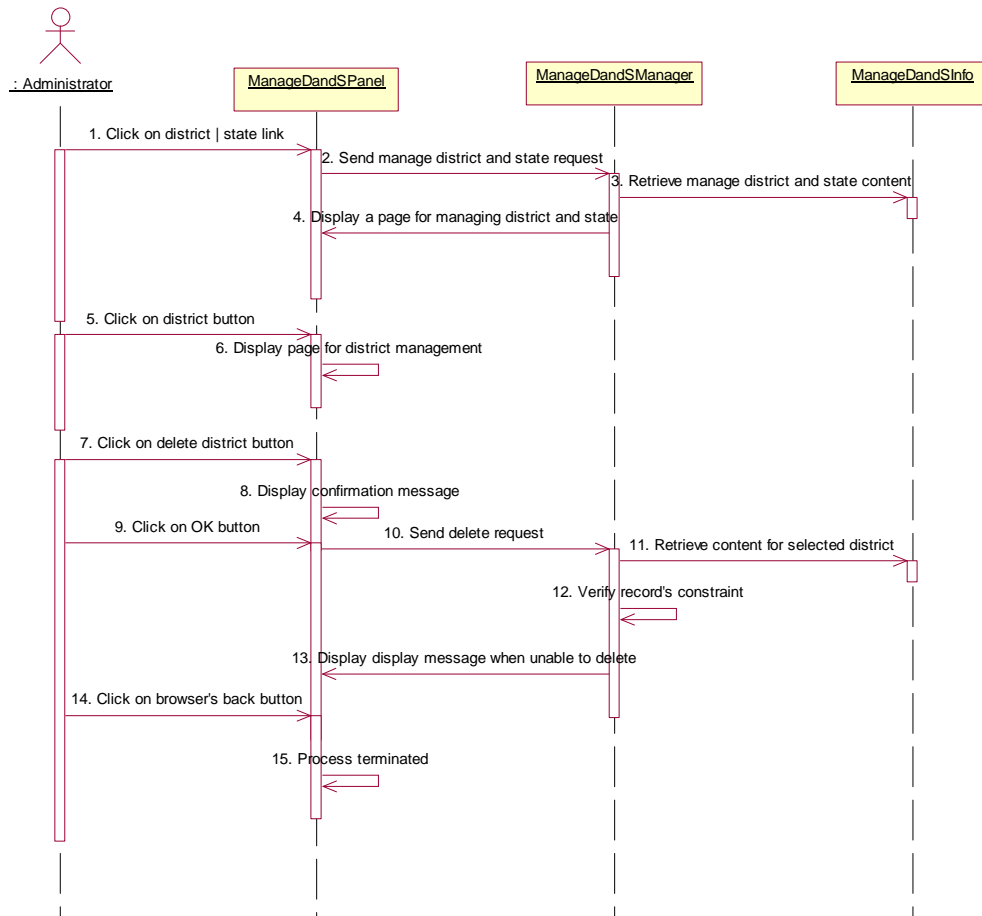 : Administrator
ManageDandSPanel
ManageDandSManager
ManageDandSInfo
1. Click on district | state link
2. Send manage district and state request
3. Retrieve manage district and state content
4. Display a page for managing district and state
5. Click on district button
6. Display page for district management
7. Click on delete district button
8. Display confirmation message
9. Click on OK button
10. Send delete request
11. Retrieve content for selected district
12. Verify record's constraint
13. Display display message when unable to delete
14. Click on browser's back button
15. Process terminated